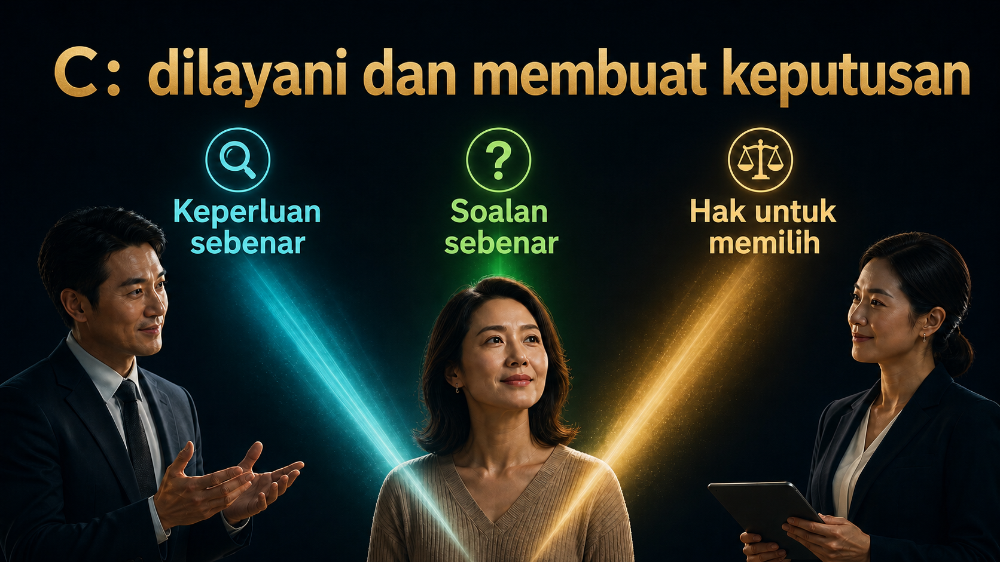 C: dilayani dan membuat keputusan
Keperluan
sebenar
Soalan
sebenar
Hak untuk
memilih